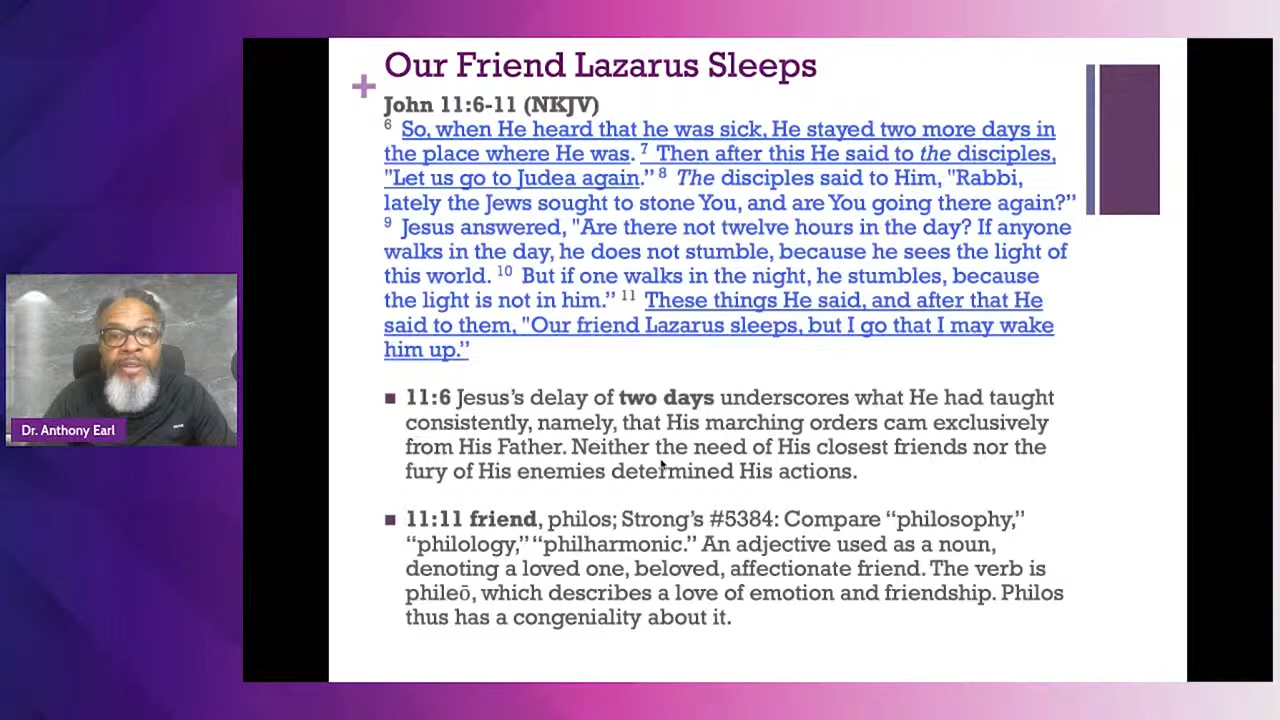 Our Friend Lazarus Sleeps
+
John 11:6-11 (NKJV)
6 So, when He heard that he was sick, He stayed two more days in
the place where He was. 7 Then after this He said to the disciples,
"Let us go to Judea again.” 8 The disciples said to Him, "Rabbi,
lately the Jews sought to stone You, and are You going there again?”
9 Jesus answered, "Are there not twelve hours in the day? If anyone
walks in the day, he does not stumble, because he sees the light of
this world. 10 But if one walks in the night, he stumbles, because
the light is not in him.” 11 These things He said, and after that He
said to them, "Our friend Lazarus sleeps, but I go that I may wake
him up.”
■ 11:6 Jesus’s delay of two days underscores what He had taught
consistently, namely, that His marching orders cam exclusively
from His Father. Neither the need of His closest friends nor the
fury of His enemies determined His actions.
■ 11:11 friend, philos; Strong’s #5384: Compare “philosophy,”
“philology,” “philharmonic.” An adjective used as a noun,
denoting a loved one, beloved, affectionate friend. The verb is
phileō, which describes a love of emotion and friendship. Philos
thus has a congeniality about it.
Dr. Anthony Earl